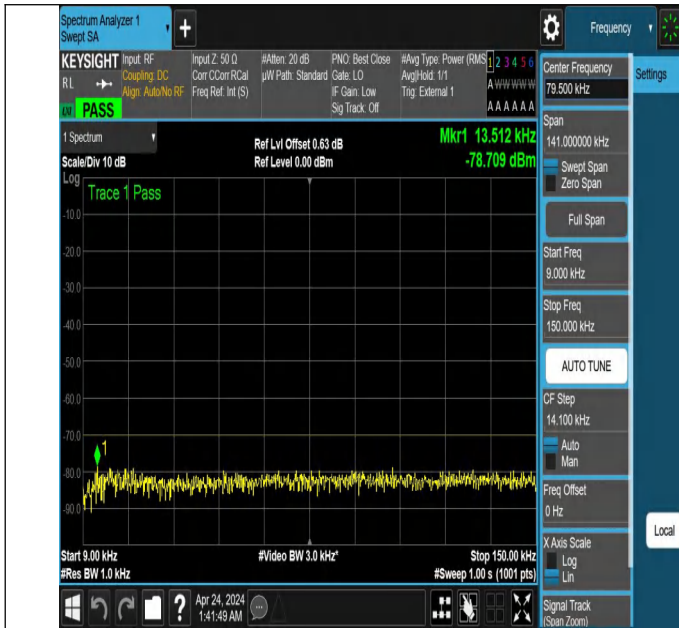 Spectrum Analyzer 1
Swept SA
Frequency
KEYSIGHT
RL
PASS
Input: RF
Coupling: DC
Align: Auto/No RF
Input Z: 50 Ω
Corr CCorr RCal
Freq Ref: Int (S)
#Atten: 20 dB
µW Path: Standard
PNO: Best Close
Gate: LO
IF Gain: Low
Sig Track: Off
#Avg Type: Power (RMS
Avg|Hold: 1/1
Trig: External 1
1 2 3 4 5 6
A W W W W W
A A A A A A
Center Frequency
79.500 kHz
Settings
Span
141.000000 kHz
Swept Span
Zero Span
Full Span
Start Freq
9.000 kHz
Stop Freq
150.000 kHz
AUTO TUNE
CF Step
14.100 kHz
Auto
Man
Freq Offset
0 Hz
X Axis Scale
Log
Lin
Signal Track
(Span Zoom)
Local
1 Spectrum
Scale/Div 10 dB
Ref Lvl Offset 0.63 dB
Ref Level 0.00 dBm
Mkr1 13.512 kHz
-78.709 dBm
Log
Trace 1 Pass
-10.0
-20.0
-30.0
-40.0
-50.0
-60.0
-70.0
-80.0
-90.0
1
Start 9.00 kHz
#Res BW 1.0 kHz
#Video BW 3.0 kHz*
Stop 150.00 kHz
#Sweep 1.00 s (1001 pts)
?
Apr 24, 2024
1:41:49 AM